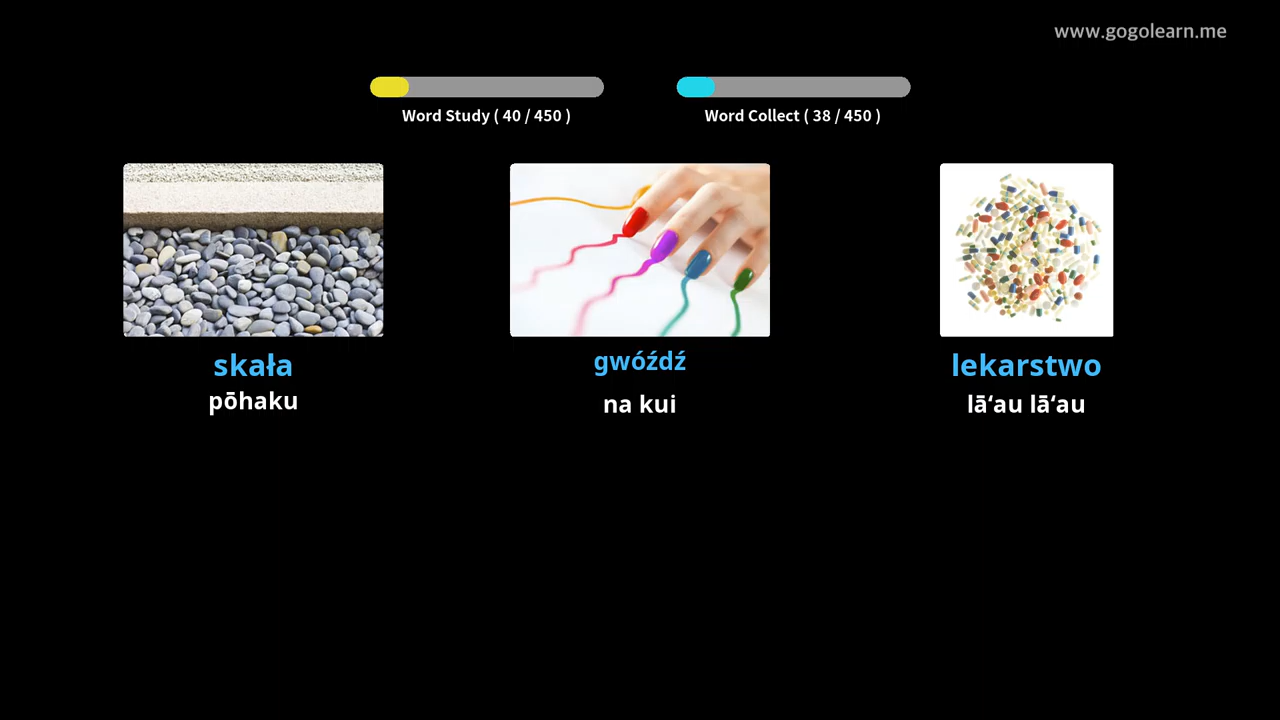 www.gogolearn.me
Word Study ( 40 / 450 )
Word Collect ( 38 / 450 )
skała
gwóźdź
lekarstwo
pōhaku
na kui
lāʻau lāʻau